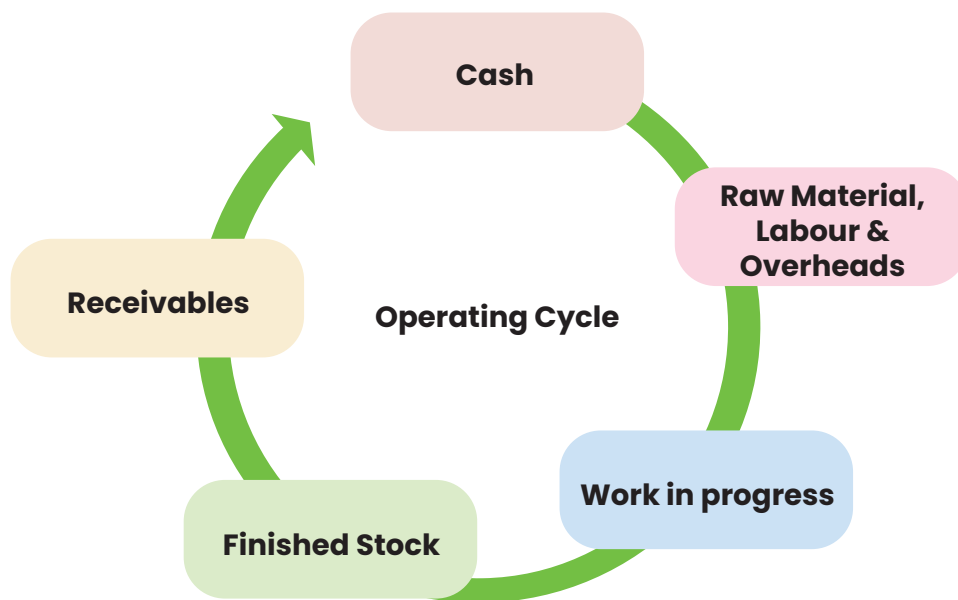 Cash
Raw Material,
Labour &
Overheads
Receivables
Operating Cycle
Work in progress
Finished Stock